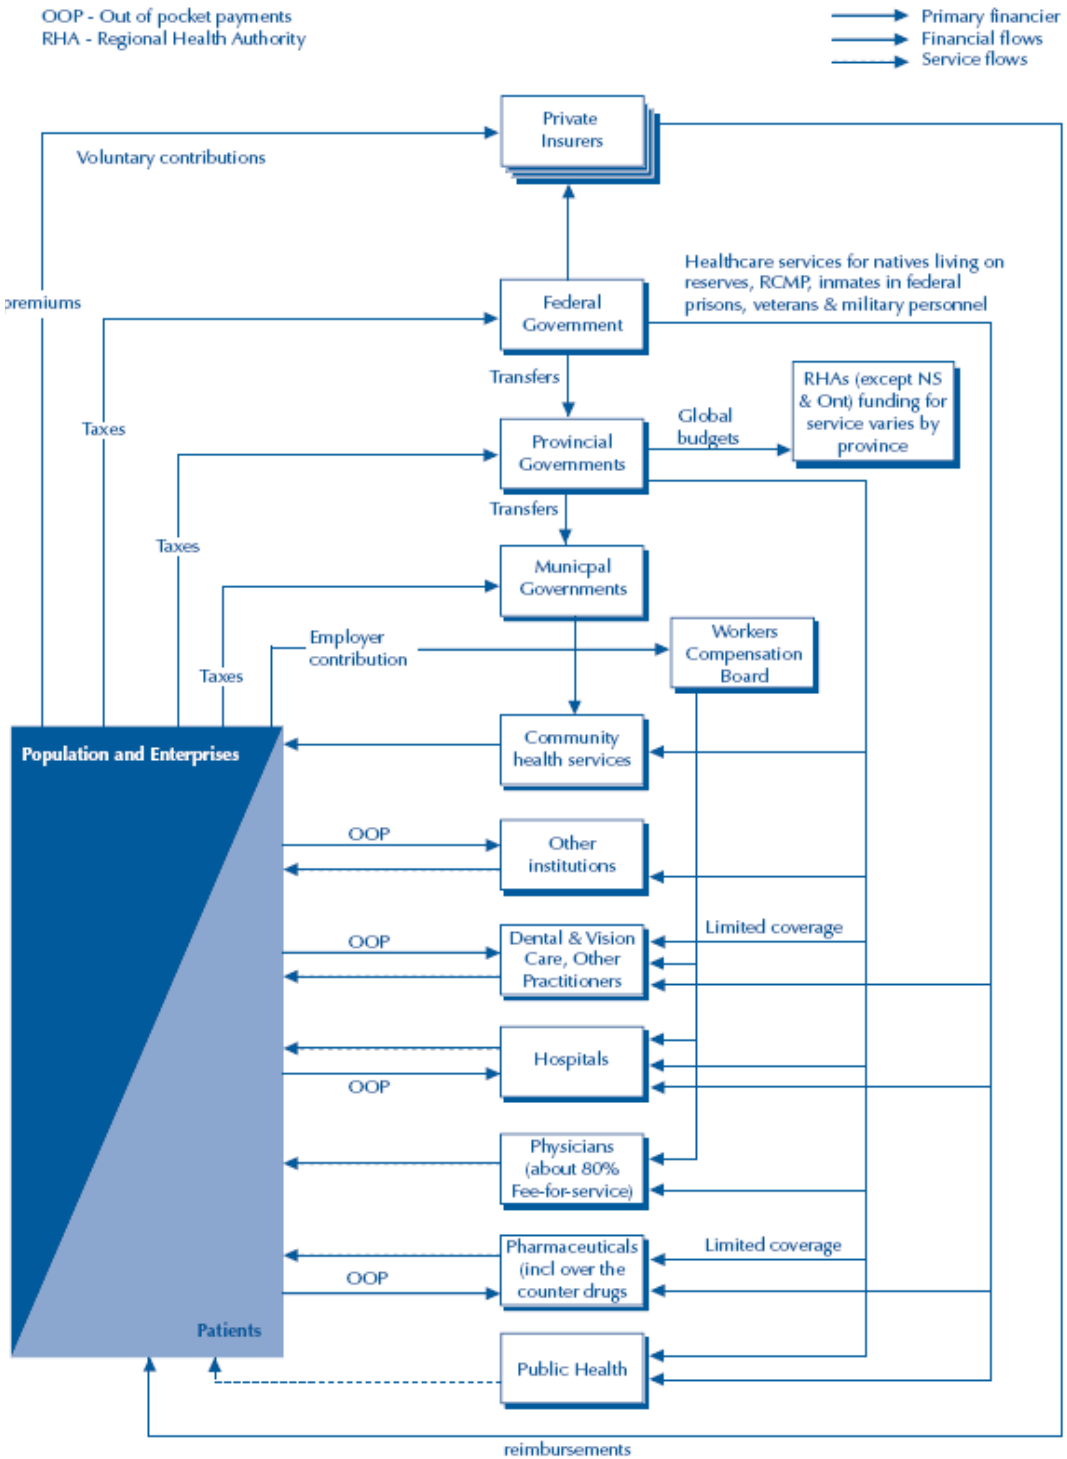 OOP - Out of pocket payments
RHA - Regional Health Authority
Primary financier
Financial flows
Service flows
Private
Insurers
Voluntary contributions
Healthcare services for natives living on
reserves, RCMP, inmates in federal
prisons, veterans & military personnel
premiums
Federal
Government
Transfers
RHAs (except NS
& Ont) funding for
service varies by
province
Global
budgets
Taxes
Provincial
Governments
Transfers
Taxes
Municpal
Governments
Employer
contribution
Workers
Compensation
Board
Taxes
Population and Enterprises
Community
health services
OOP
Other
institutions
Limited coverage
OOP
Dental & Vision
Care, Other
Practitioners
Hospitals
OOP
Physicians
(about 80%
Fee-for-service)
Limited coverage
Pharmaceuticals
(incl over the
counter drugs
OOP
Patients
Public Health
reimbursements